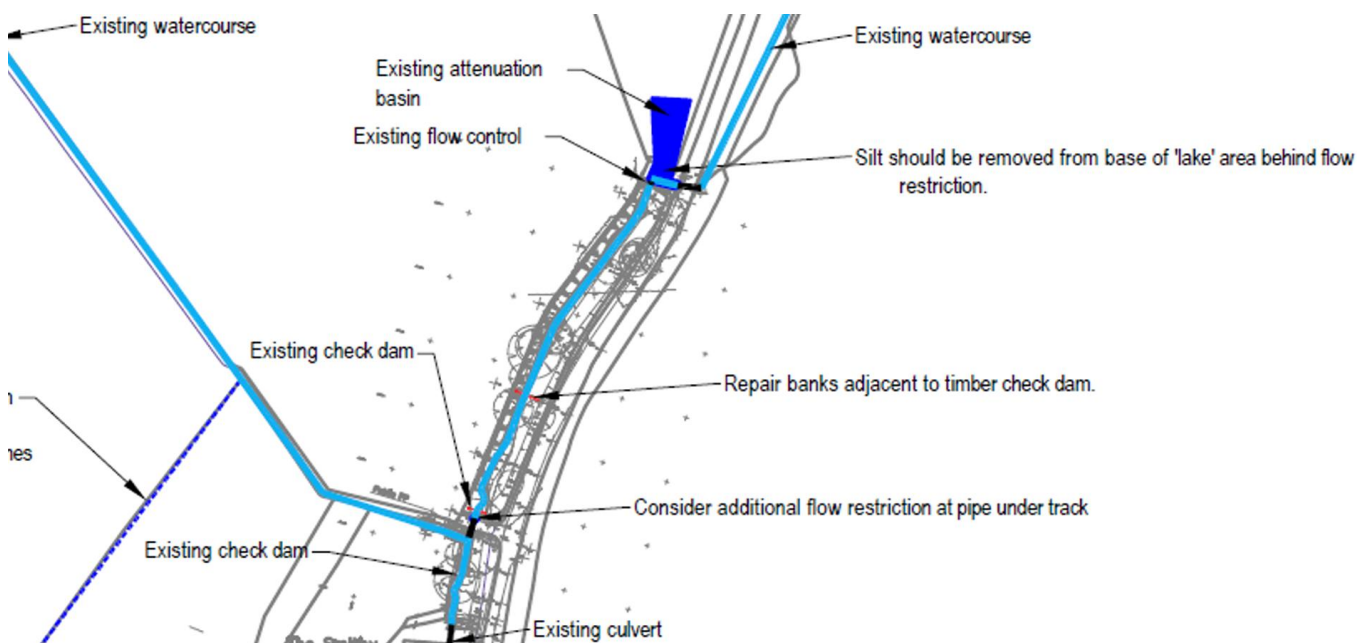 Existing watercourse
Existing watercourse
Existing attenuation
basin
Existing flow control
Silt should be removed from base of 'lake' area behind flow
restriction.
Existing check dam
Repair banks adjacent to timber check dam.
Consider additional flow restriction at pipe under track
Existing check dam
Existing culvert